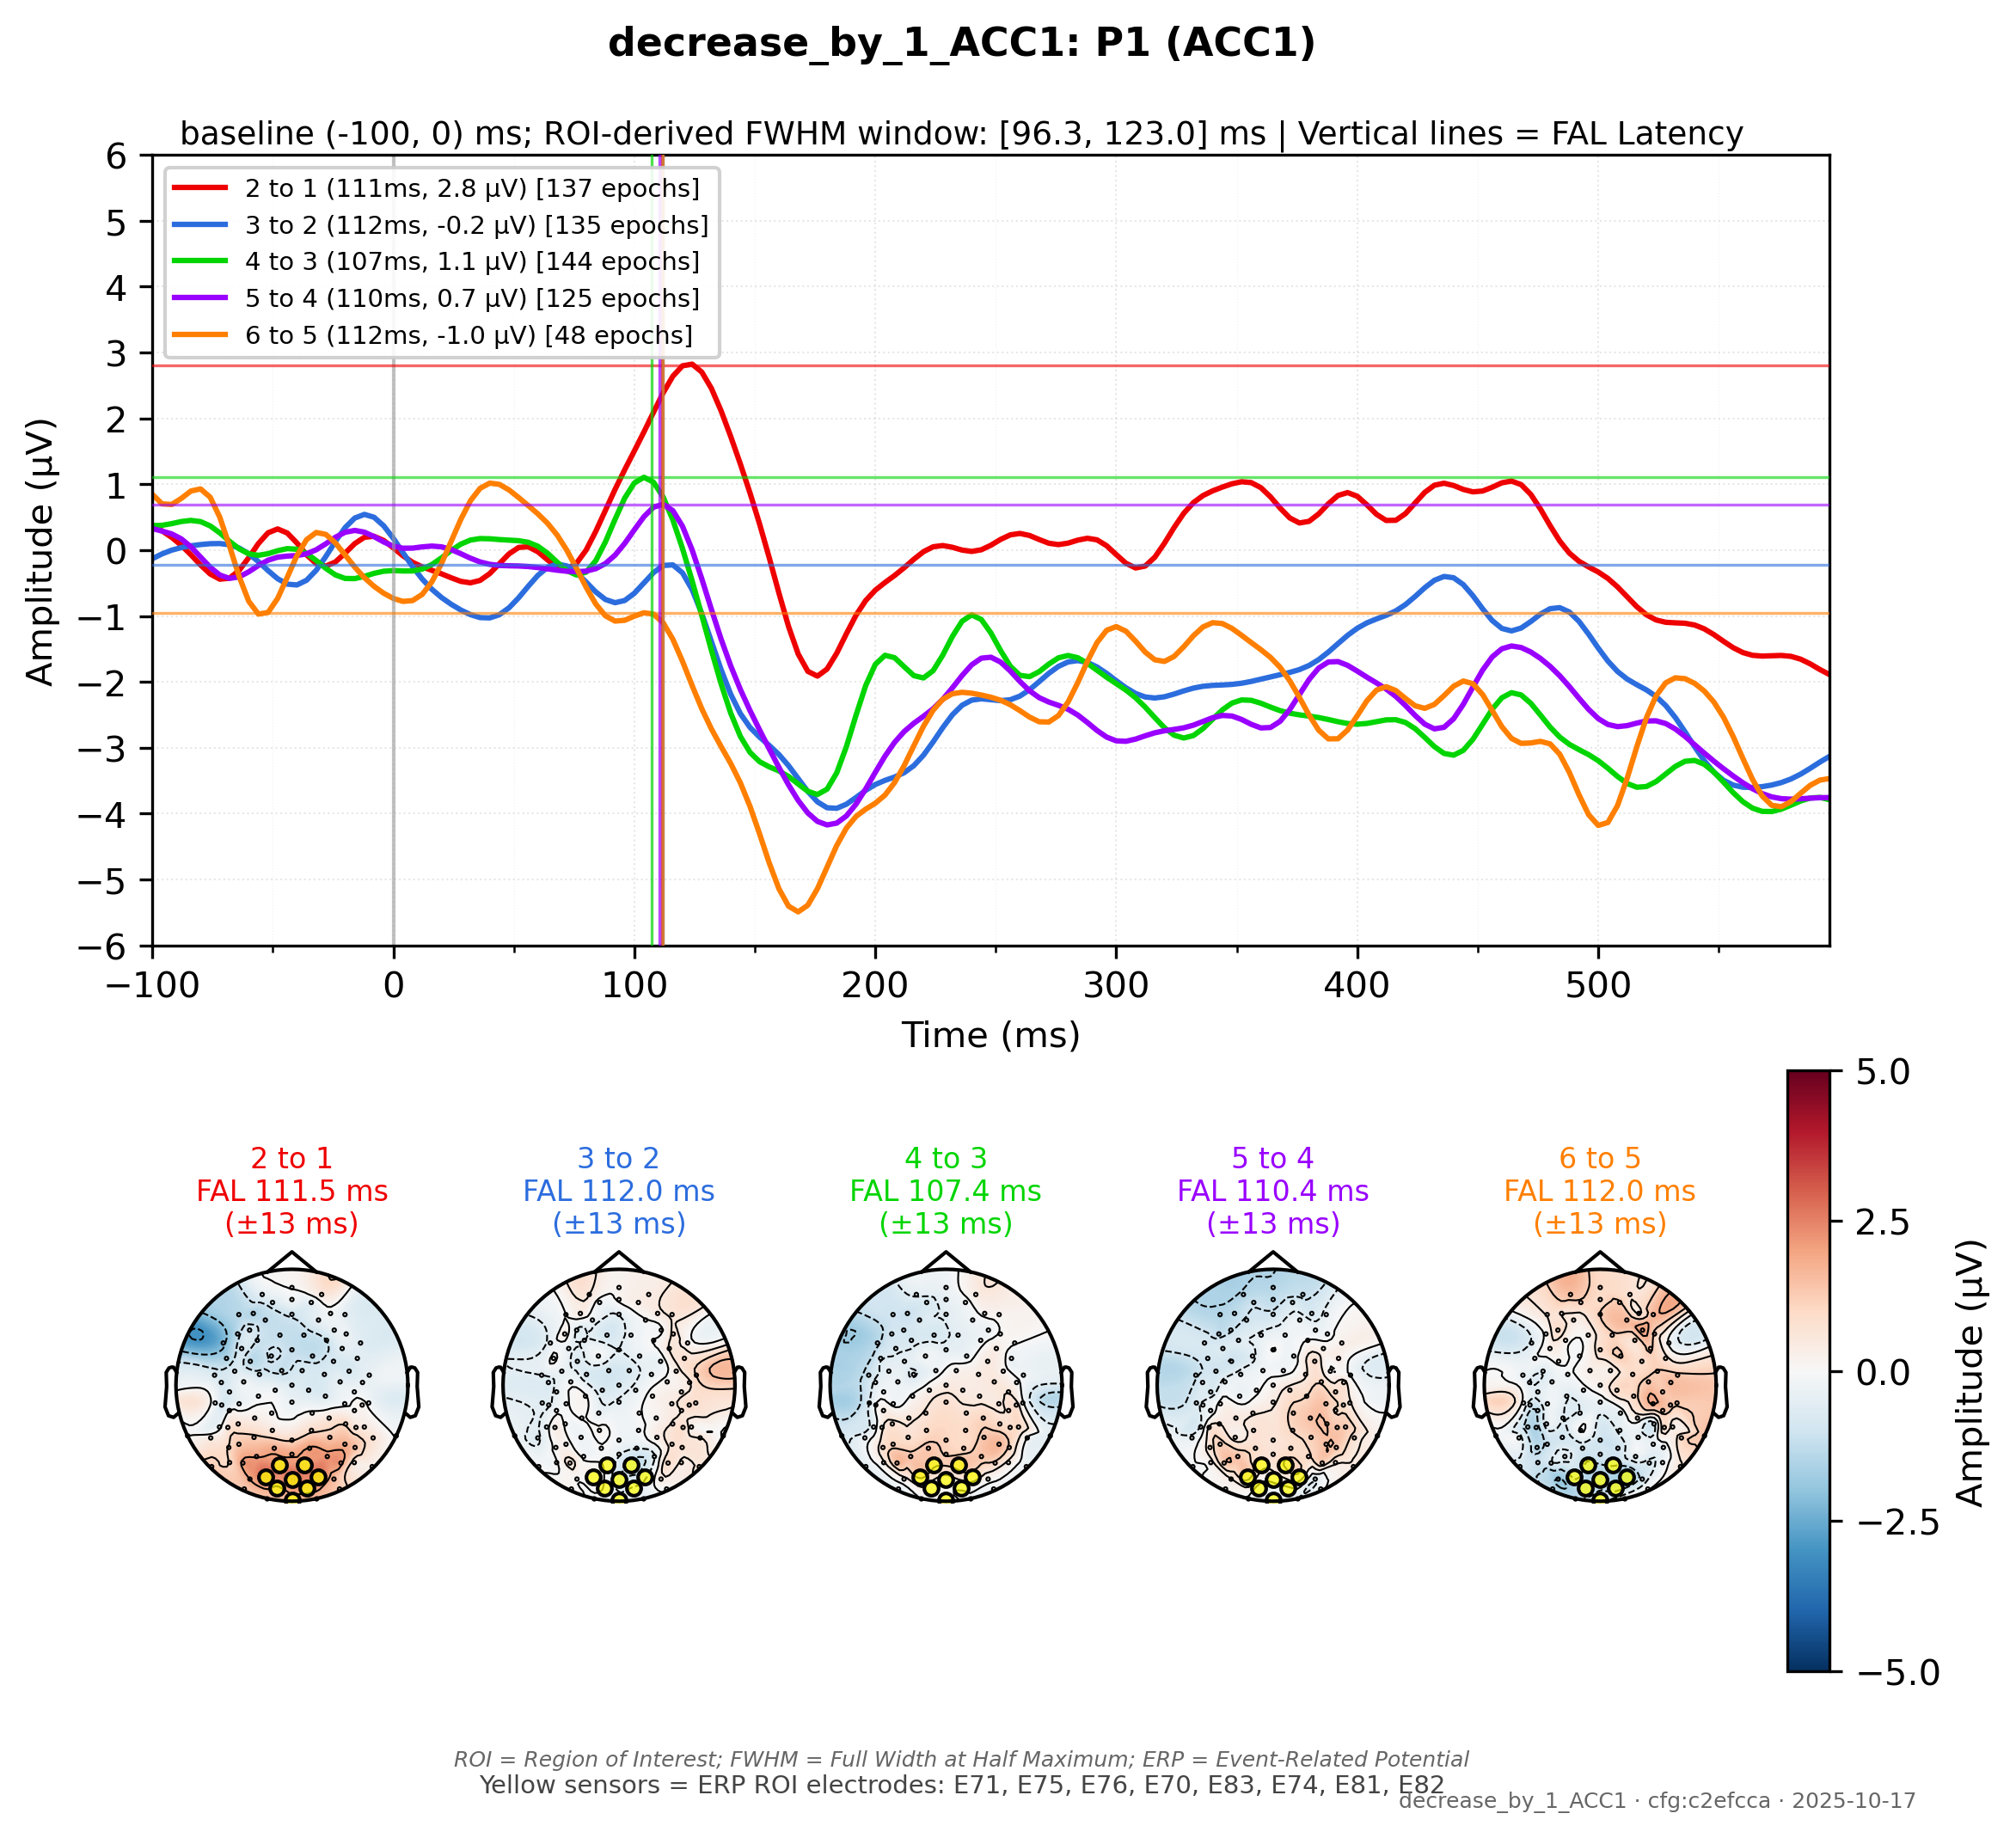 decrease_by_1_ACC1: P1 (ACC1)
baseline (-100, 0) ms; ROI-derived FWHM window: [96.3, 123.0] ms | Vertical lines = FAL Latency
6
5
4
3
2
1
0
−1
−2
−3
−4
−5
−6
Amplitude (µV)
2 to 1 (111ms, 2.8 µV) [137 epochs]
3 to 2 (112ms, -0.2 µV) [135 epochs]
4 to 3 (107ms, 1.1 µV) [144 epochs]
5 to 4 (110ms, 0.7 µV) [125 epochs]
6 to 5 (112ms, -1.0 µV) [48 epochs]
−100 0 100 200 300 400 500
Time (ms)
2 to 1
FAL 111.5 ms
(±13 ms)
3 to 2
FAL 112.0 ms
(±13 ms)
4 to 3
FAL 107.4 ms
(±13 ms)
5 to 4
FAL 110.4 ms
(±13 ms)
6 to 5
FAL 112.0 ms
(±13 ms)
5.0
2.5
0.0
−2.5
−5.0
Amplitude (µV)
ROI = Region of Interest; FWHM = Full Width at Half Maximum; ERP = Event-Related Potential
Yellow sensors = ERP ROI electrodes: E71, E75, E76, E70, E83, E74, E81, E82
decrease_by_1_ACC1 · cfg:c2efcca · 2025-10-17